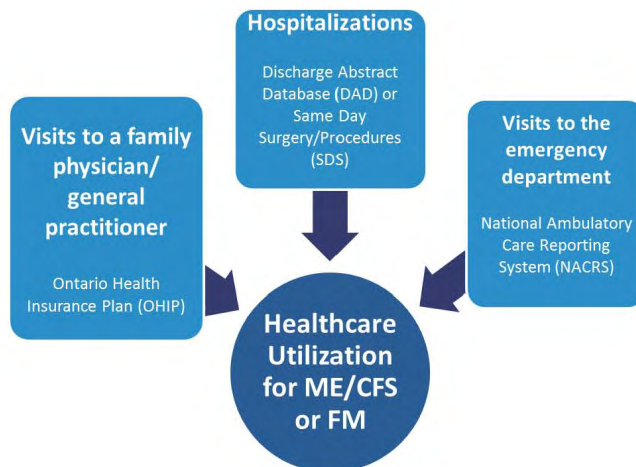 Hospitalizations
Discharge Abstract
Database (DAD) or
Same Day
Surgery/Procedures
(SDS)
Visits to a family
physician/
general
practitioner
Ontario Health
Insurance Plan (OHIP)
Visits to the
emergency
department
National Ambulatory
Care Reporting
System (NACRS)
Healthcare
Utilization
for ME/CFS
or FM